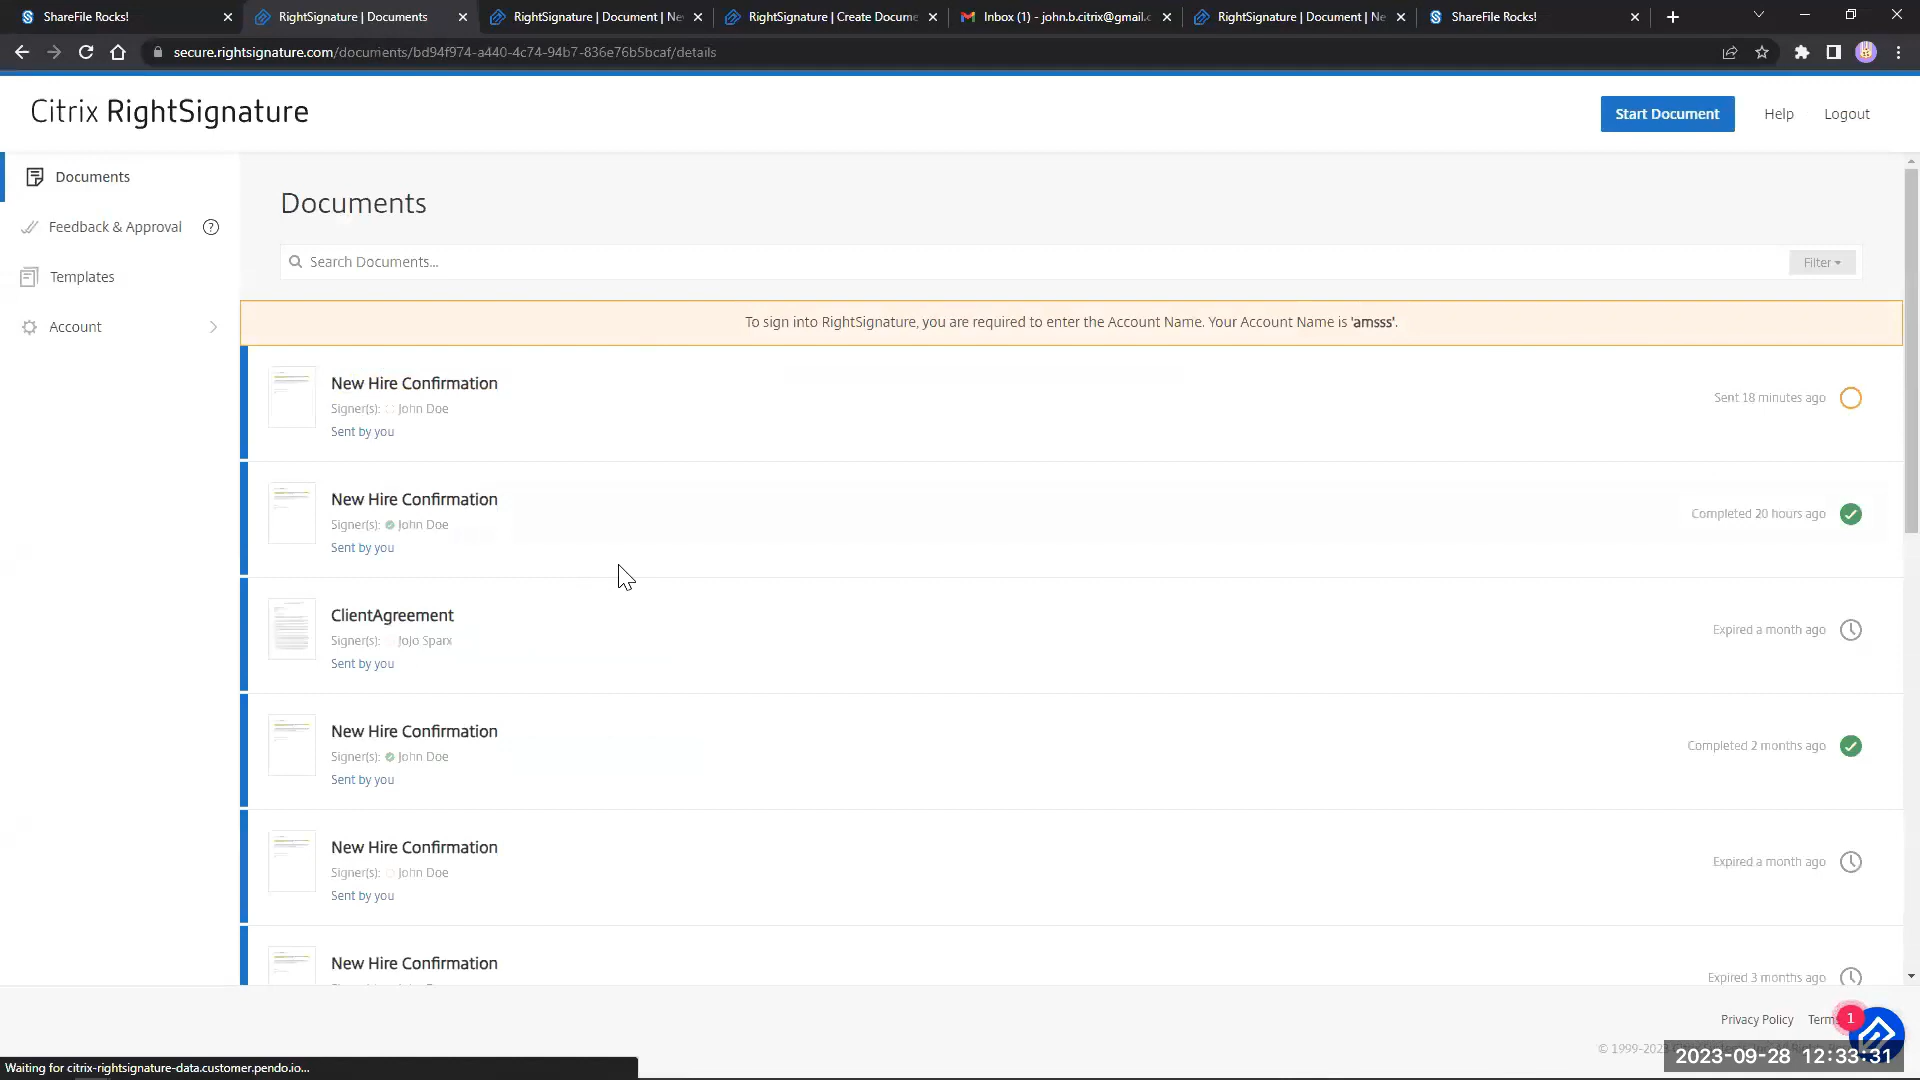 ShareFile Rocks!
RightSignature | Documents
RightSignature | Document | Ne
RightSignature | Create Docume
Inbox (1) - john.b.citrix@gmail.c
RightSignature | Document | Ne
ShareFile Rocks!
secure.rightsignature.com/documents/bd94f974-a440-4c74-94b7-836e76b5bcaf/details
Citrix RightSignature
Start Document
Help
Logout
Documents
Feedback & Approval
?
Templates
Account
Documents
Search Documents...
Filter
To sign into RightSignature, you are required to enter the Account Name. Your Account Name is 'amsss'.
New Hire Confirmation
Signer(s): John Doe
Sent by you
Sent 18 minutes ago
New Hire Confirmation
Signer(s): John Doe
Sent by you
Completed 20 hours ago
ClientAgreement
Signer(s): JoJo Sparx
Sent by you
Expired a month ago
New Hire Confirmation
Signer(s): John Doe
Sent by you
Completed 2 months ago
New Hire Confirmation
Signer(s): John Doe
Sent by you
Expired a month ago
New Hire Confirmation
Expired 3 months ago
Privacy Policy
Terms
1
© 1999-2023
Waiting for citrix-rightsignature-data.customer.pendo.io...
2023-09-28 12:33:31